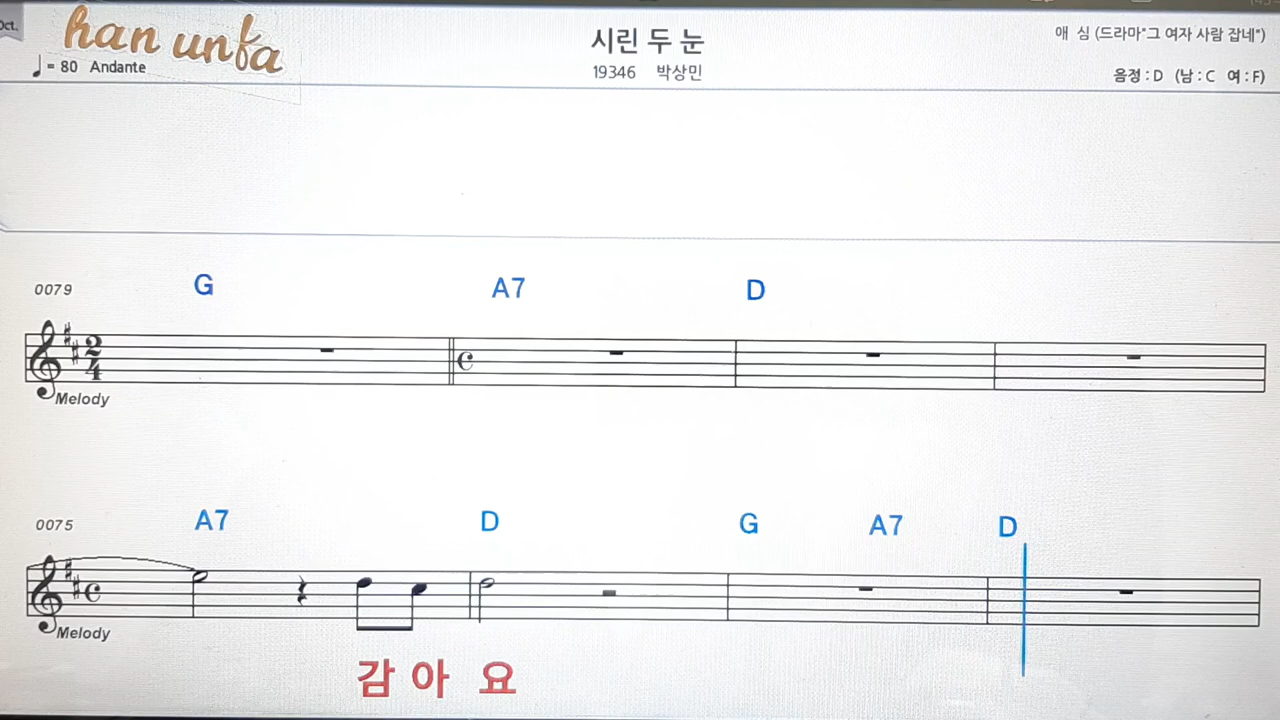 Oct.
han unfa
시린 두 눈
애 심 (드라마"그 여자 사람 잡네")
♩= 80 Andante
19346 박상민
음정 : D (남 : C 여 : F)
0079 G A7 D
2
4
Melody
0075 A7 D G A7 D
Melody
감 아 요